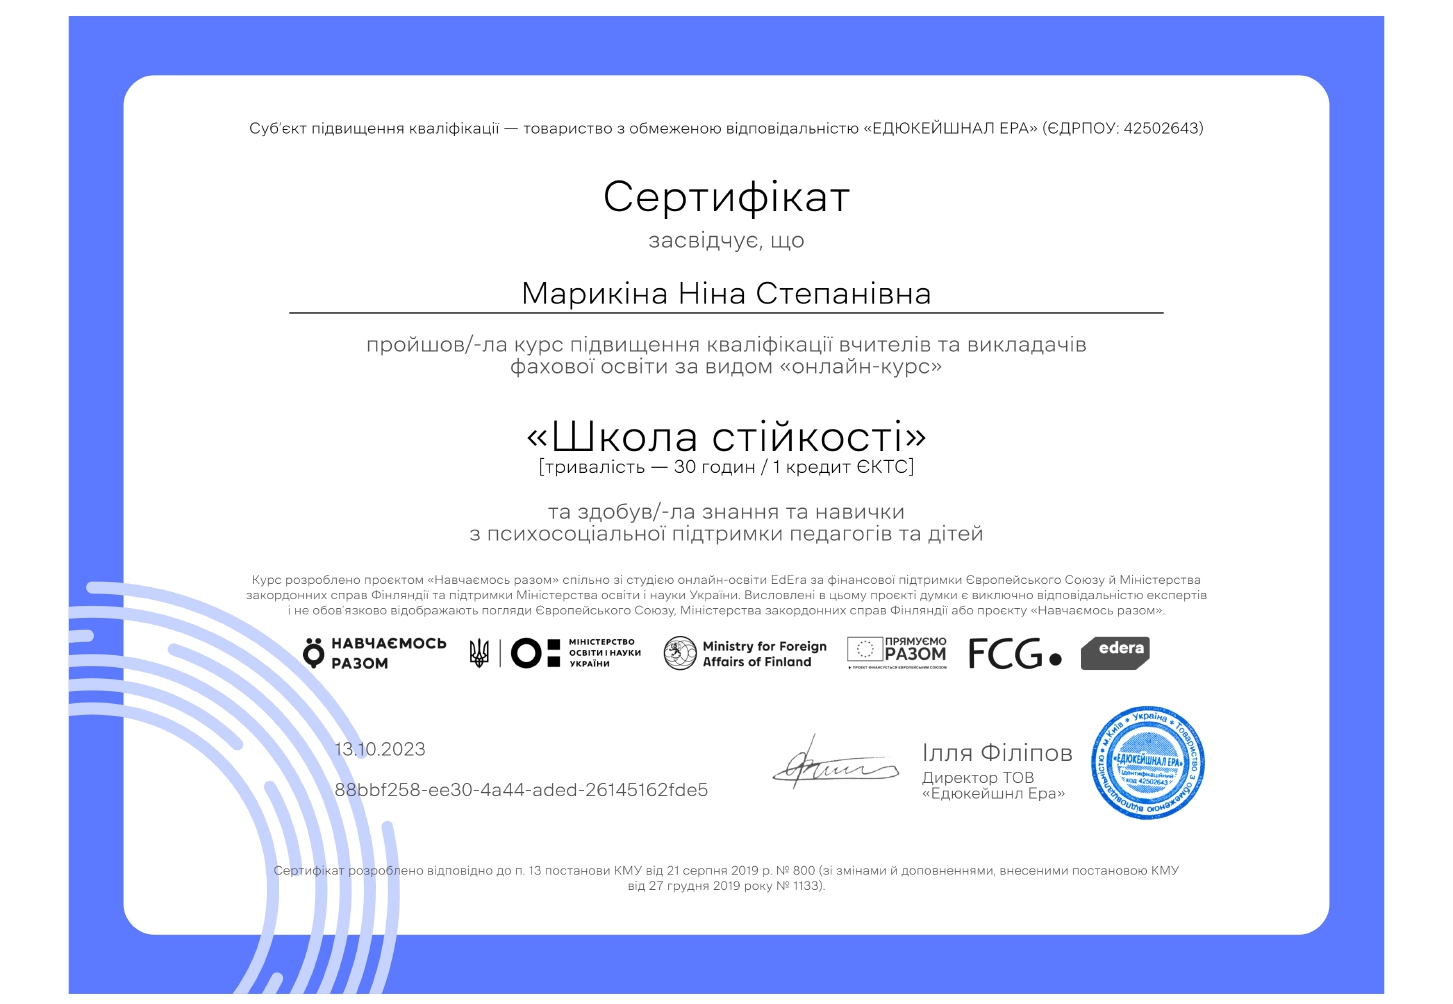 Суб'єкт підвищення кваліфікації — товариство з обмеженою відповідальністю «ЕДЮКЕЙШНАЛ ЕРА» (ЄДРПОУ: 42502643)
Сертифікат
засвідчує, що
Марикіна Ніна Степанівна
пройшов/-ла курс підвищення кваліфікації вчителів та викладачів
фахової освіти за видом «онлайн-курс»
«Школа стійкості»
[тривалість — 30 годин / 1 кредит ЄКТС]
та здобув/-ла знання та навички
з психосоціальної підтримки педагогів та дітей
Курс розроблено проєктом «Навчаємось разом» спільно зі студією онлайн-освіти EdEra за фінансової підтримки Європейського Союзу й Міністерства
закордонних справ Фінляндії та підтримки Міністерства освіти і науки України. Висловлені в цьому проєкті думки є виключно відповідальністю експертів
і не обов'язково відображають погляди Європейського Союзу, Міністерства закордонних справ Фінляндії або проєкту «Навчаємось разом».
НАВЧАЄМОСЬ
РАЗОМ
МІНІСТЕРСТВО
ОСВІТИ І НАУКИ
УКРАЇНИ
Ministry for Foreign
Affairs of Finland
ПРЯМУЄМО
РАЗОМ
ПРОЕКТ ФІНАНСУЄТЬСЯ ЄВРОПЕЙСЬКИМ СОЮЗОМ
FCG.
edera
13.10.2023
88bbf258-ee30-4a44-aded-26145162fde5
Ілля Філіпов
Директор ТОВ
«Едюкейшнл Ера»
м. Київ * Україна * Товариство з обмеженою відповідальністю *
«ЕДЮКЕЙШНАЛ ЕРА»
Ідентифікаційний
код 42502643
Сертифікат розроблено відповідно до п. 13 постанови КМУ від 21 серпня 2019 р. № 800 (зі змінами й доповненнями, внесеними постановою КМУ
від 27 грудня 2019 року № 1133).